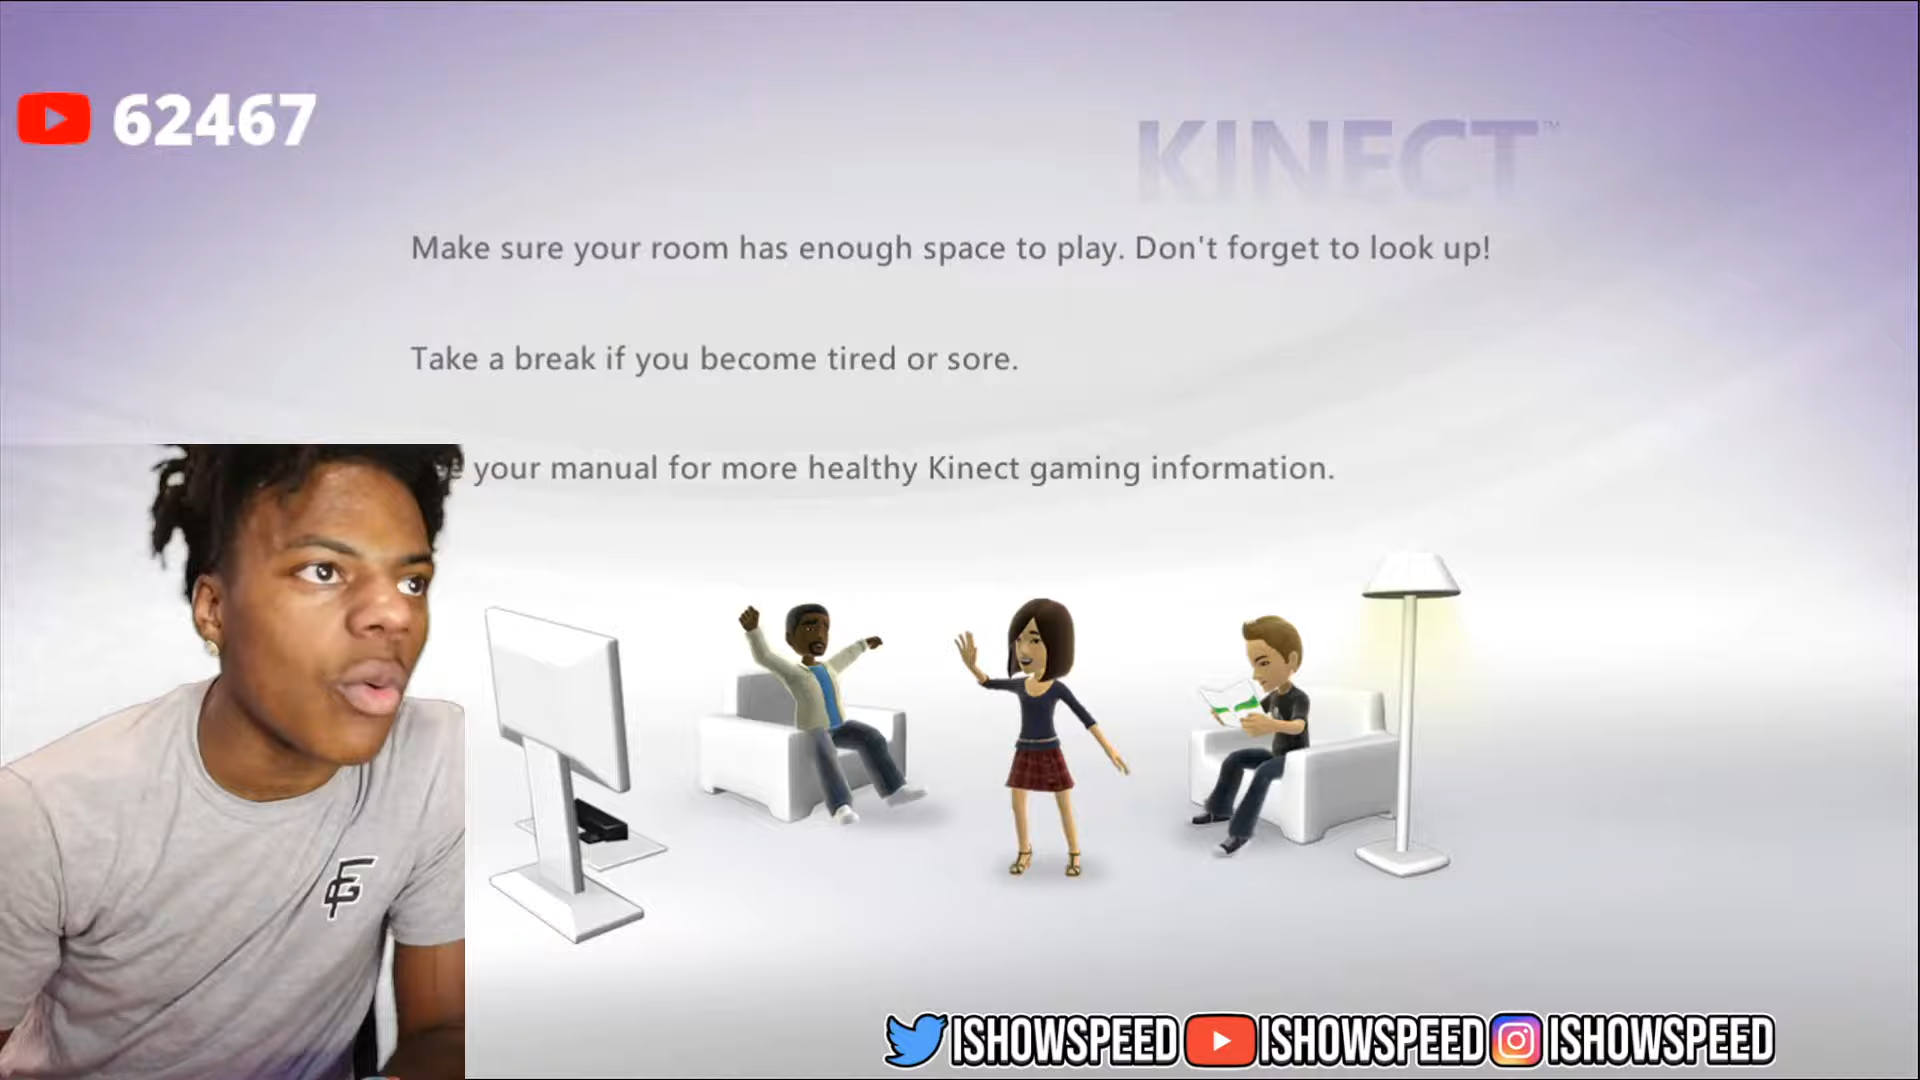 62467
KINECT™
Make sure your room has enough space to play. Don't forget to look up!
Take a break if you become tired or sore.
your manual for more healthy Kinect gaming information.
ISHOWSPEED ISHOWSPEED ISHOWSPEED